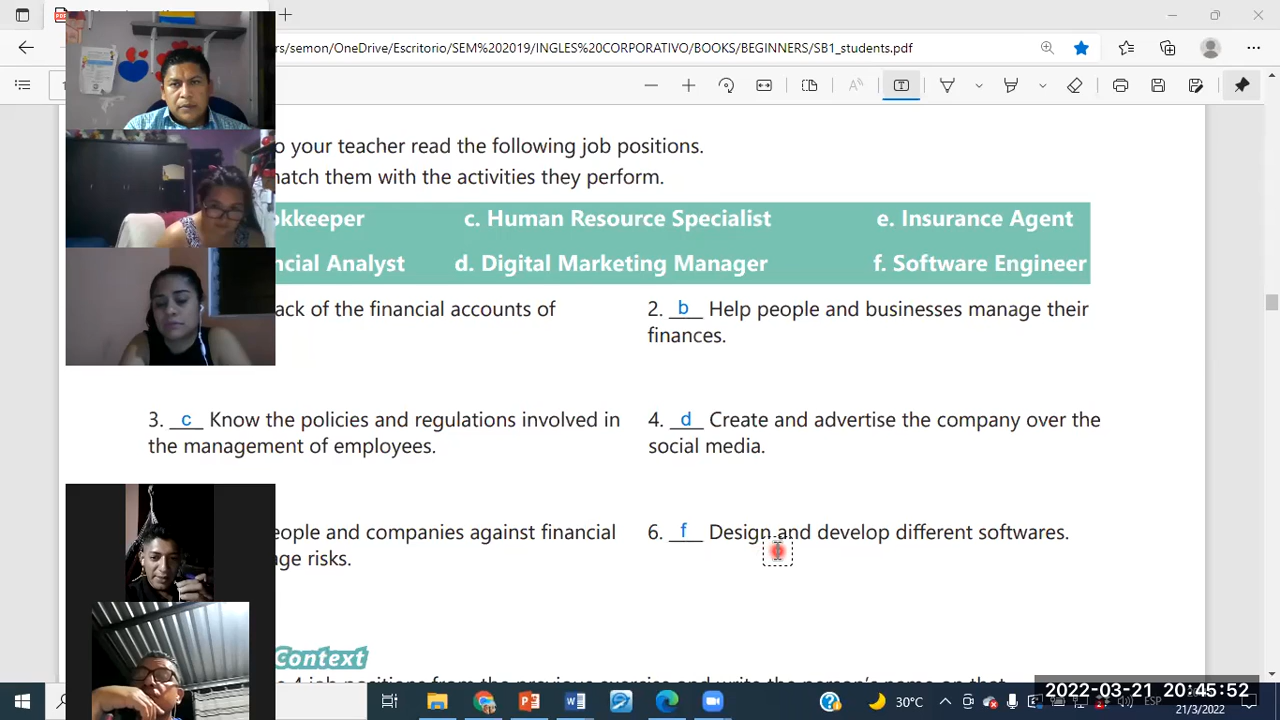 rs/semon/OneDrive/Escritorio/SEM%202019/INGLES%20CORPORATIVO/BOOKS/BEGINNERS/SB1_students.pdf
o your teacher read the following job positions.
match them with the activities they perform.
okkeeper c. Human Resource Specialist e. Insurance Agent
ncial Analyst d. Digital Marketing Manager f. Software Engineer
ack of the financial accounts of
2. b Help people and businesses manage their
finances.
3. c Know the policies and regulations involved in
the management of employees.
4. d Create and advertise the company over the
social media.
eople and companies against financial
age risks.
6. f Design and develop different softwares.
Context
30°C ESP
2022-03-21 20:45:52
21/3/2022